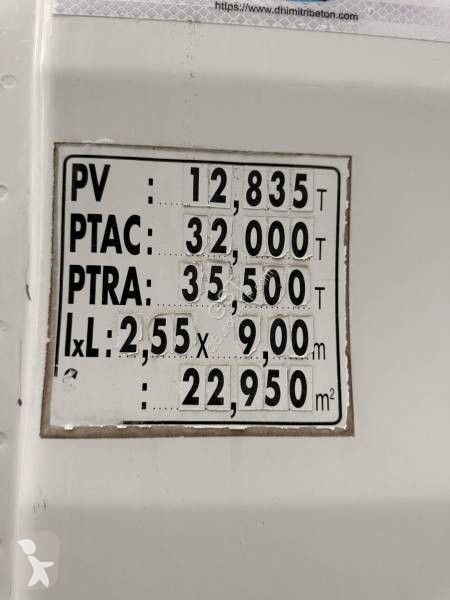 https://www.dhimitribeton.com
PV : 12,835 T
PTAC: 32,000 T
PTRA: 35,500 T
lxL: 2,55 x 9,00 m
: 22,950 m²